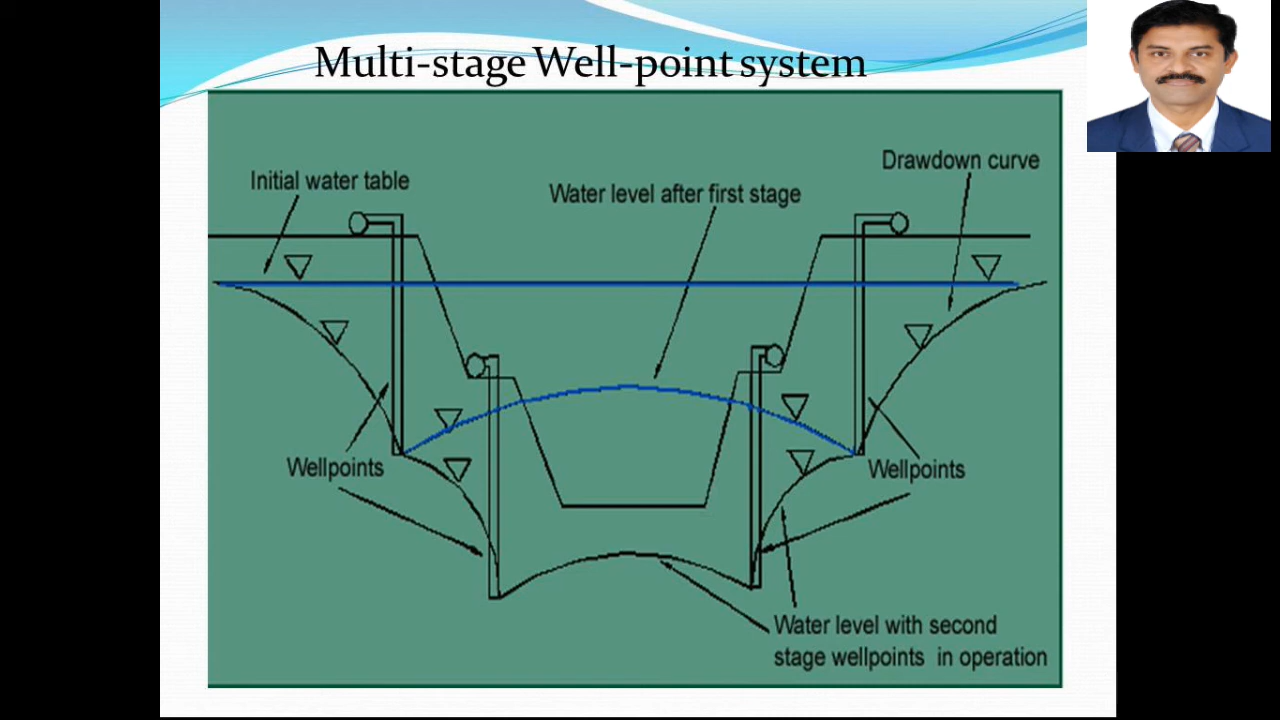 Multi-stage Well-point system
Drawdown curve
Initial water table
Water level after first stage
Wellpoints
Wellpoints
Water level with second
stage wellpoints in operation